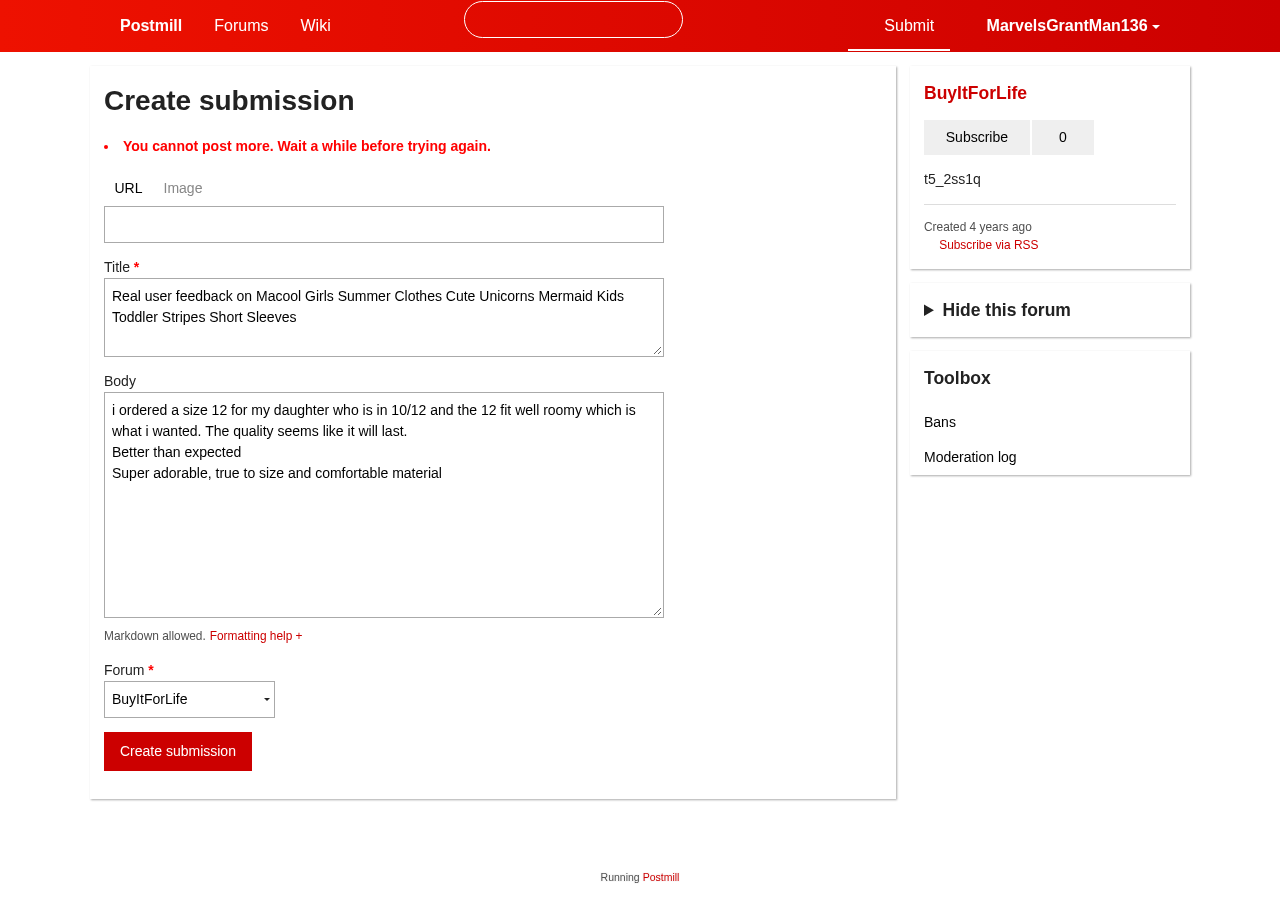 Postmill
Forums
Wiki
Submit
MarvelsGrantMan136
Create submission
You cannot post more. Wait a while before trying again.
URL
Image
Title *
Real user feedback on Macool Girls Summer Clothes Cute Unicorns Mermaid Kids
Toddler Stripes Short Sleeves
Body
i ordered a size 12 for my daughter who is in 10/12 and the 12 fit well roomy which is
what i wanted. The quality seems like it will last.
Better than expected
Super adorable, true to size and comfortable material
Markdown allowed. Formatting help +
Forum *
BuyItForLife
Create submission
BuyItForLife
Subscribe
0
t5_2ss1q
Created 4 years ago
Subscribe via RSS
Hide this forum
Toolbox
Bans
Moderation log
Running Postmill